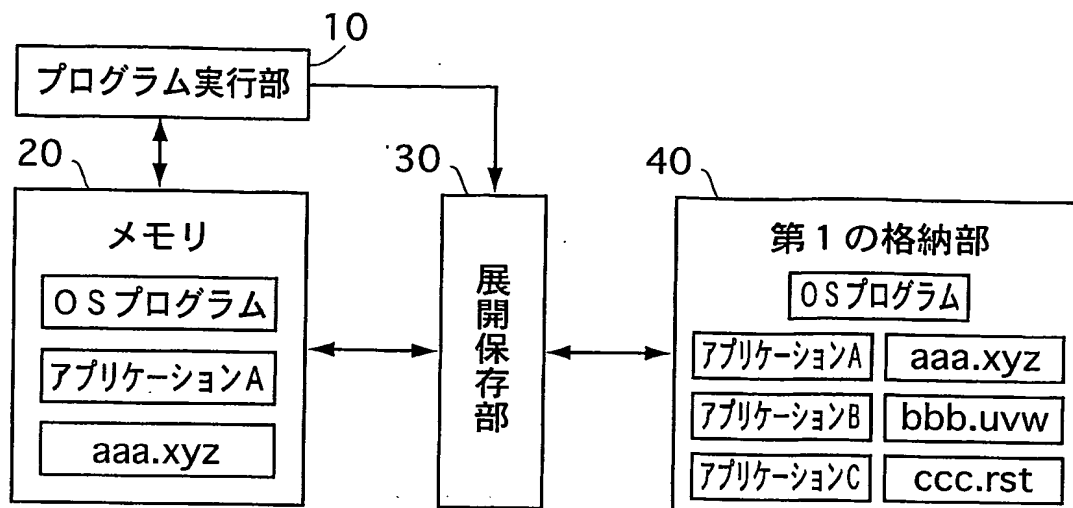 10
プログラム実行部
20
メモリ
OSプログラム
アプリケーションA
aaa.xyz
30
展開保存部
40
第1の格納部
OSプログラム
アプリケーションA
aaa.xyz
アプリケーションB
bbb.uvw
アプリケーションC
ccc.rst